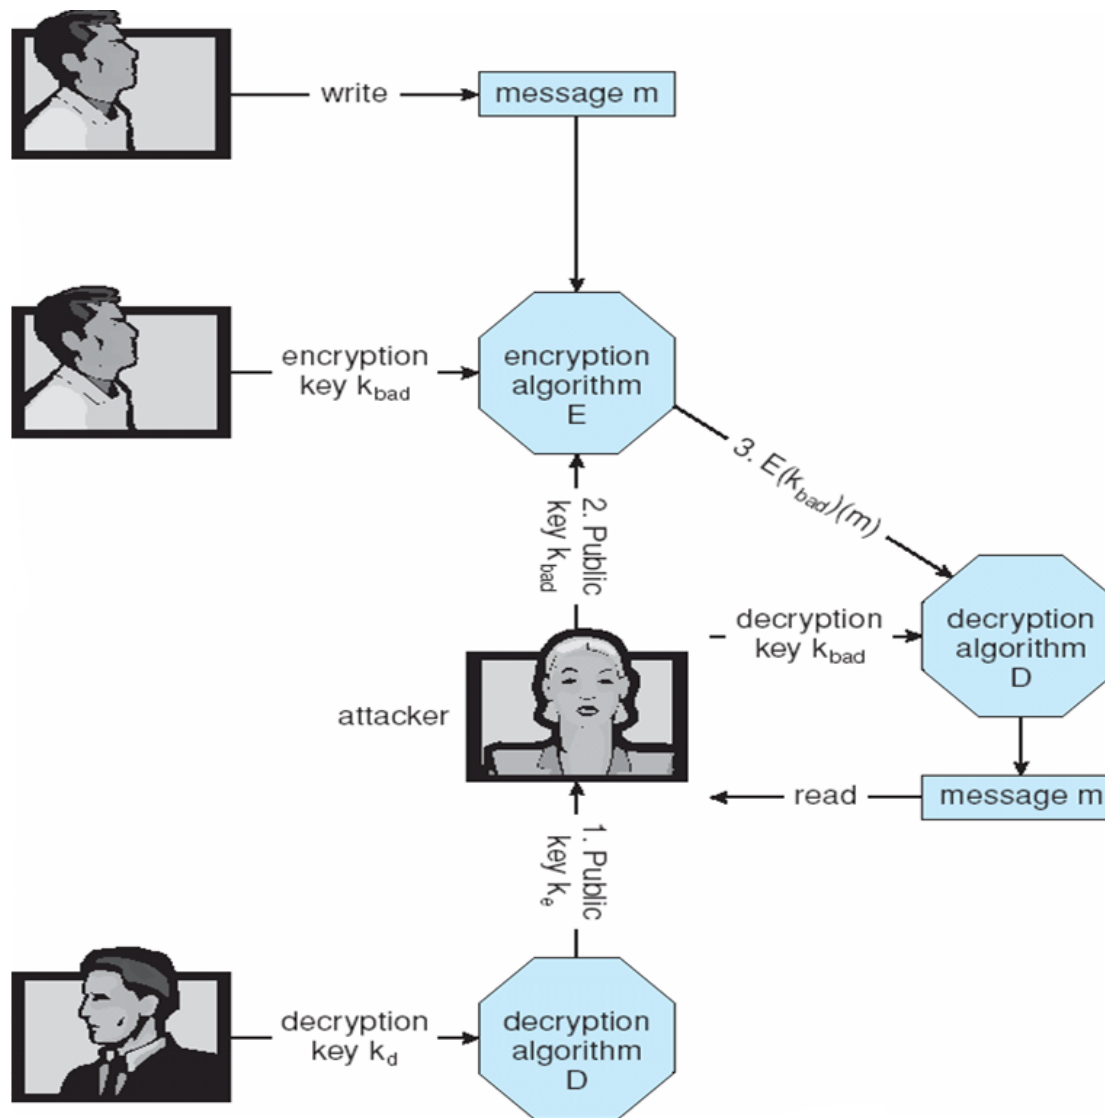 write
message m
encryption
key k_bad
encryption
algorithm
E
3. E(k_bad)(m)
2. Public
key k_bad
decryption
key k_bad
decryption
algorithm
D
attacker
read
message m
1. Public
key k_e
decryption
key k_d
decryption
algorithm
D